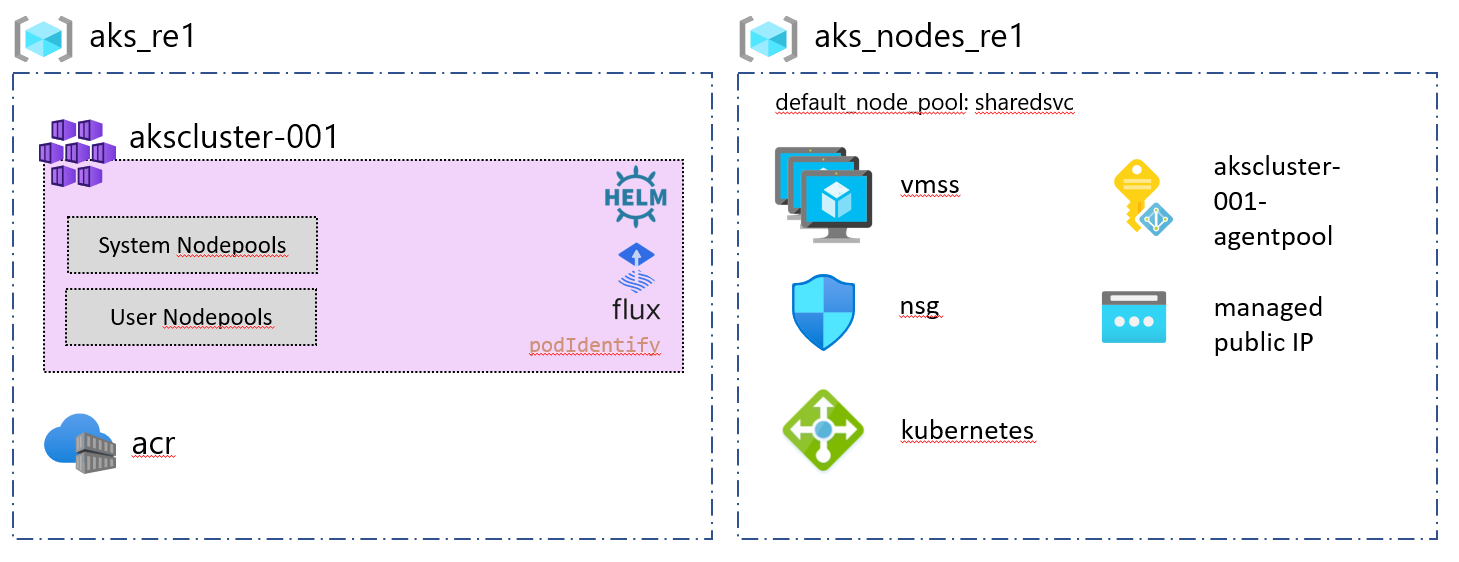 aks_re1
akscluster-001
HELM
System Nodepools
flux
User Nodepools
podIdentify
acr
aks_nodes_re1
default_node_pool: sharedsvc
vmss
akscluster-
001-
agentpool
nsg
managed
public IP
kubernetes